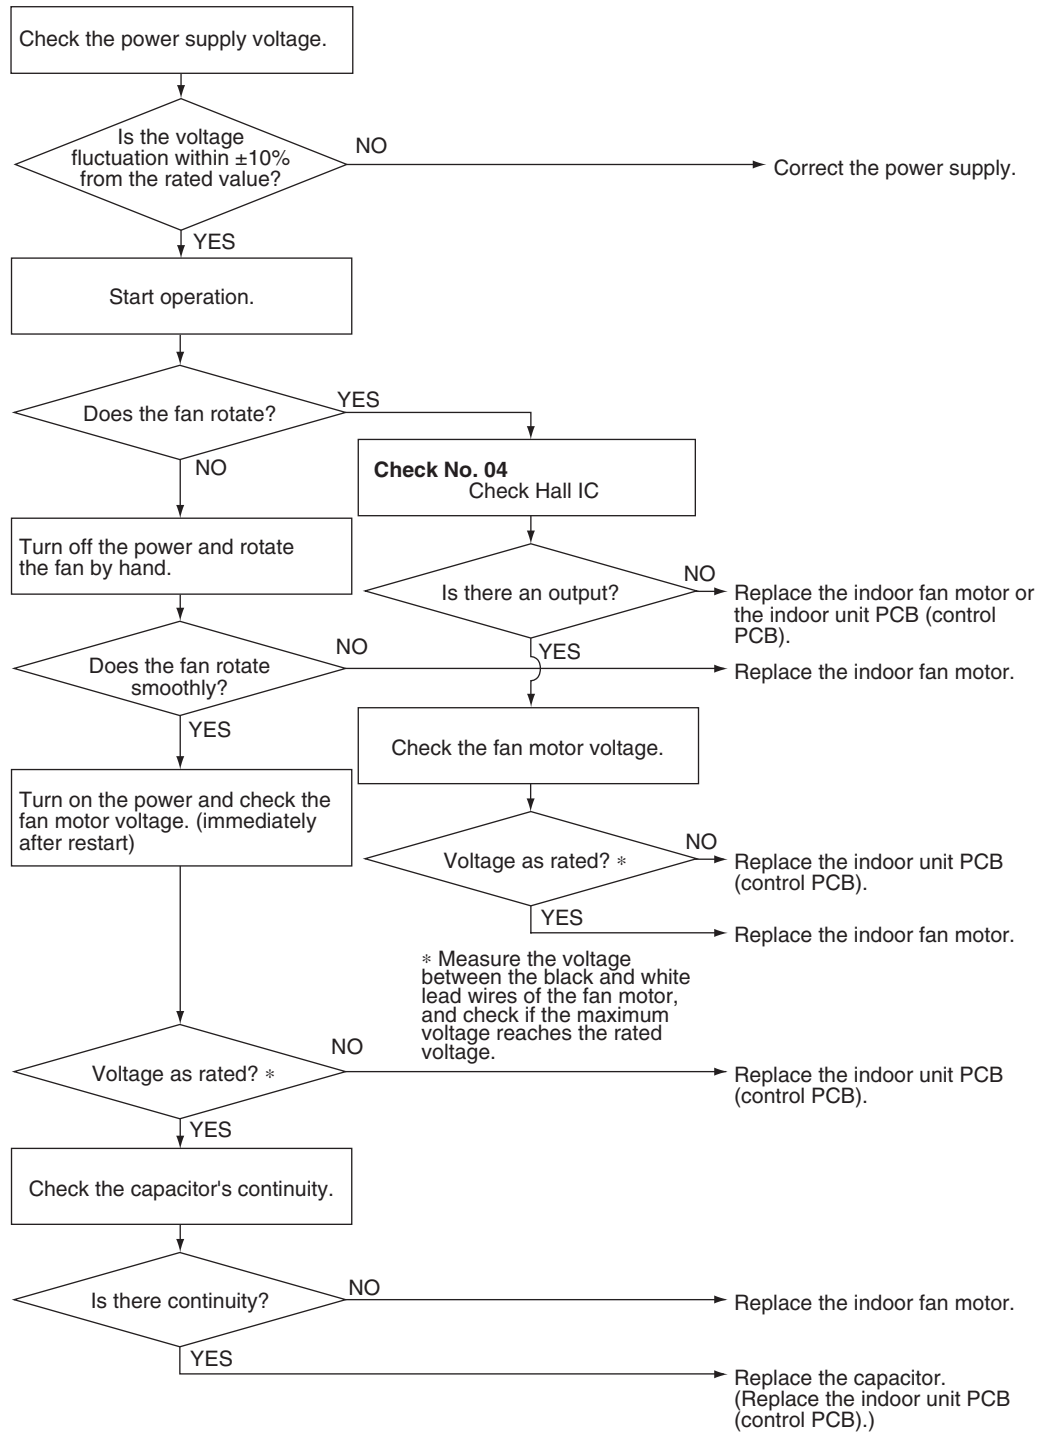 Check the power supply voltage.
Is the voltage
fluctuation within ±10%
from the rated value?
NO
Correct the power supply.
YES
Start operation.
Does the fan rotate?
YES
NO
Check No. 04
Check Hall IC
Turn off the power and rotate
the fan by hand.
Is there an output?
NO
Replace the indoor fan motor or
the indoor unit PCB (control
PCB).
YES
Does the fan rotate
smoothly?
NO
Replace the indoor fan motor.
YES
Check the fan motor voltage.
Turn on the power and check the
fan motor voltage. (immediately
after restart)
Voltage as rated? *
NO
Replace the indoor unit PCB
(control PCB).
YES
Replace the indoor fan motor.
* Measure the voltage
between the black and white
lead wires of the fan motor,
and check if the maximum
voltage reaches the rated
voltage.
Voltage as rated? *
NO
Replace the indoor unit PCB
(control PCB).
YES
Check the capacitor's continuity.
Is there continuity?
NO
Replace the indoor fan motor.
YES
Replace the capacitor.
(Replace the indoor unit PCB
(control PCB).)